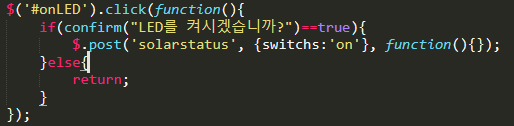 $('#onLED').click(function(){
    if(confirm("LED를 켜시겠습니까?")==true){
        $.post('solarstatus', {switchs:'on'}, function(){});
    }else{
        return;
    }
});